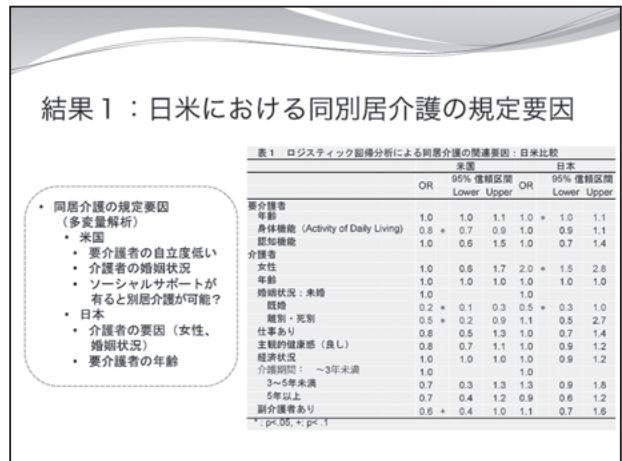 結果１：日米における同別居介護の規定要因
• 同居介護の規定要因
（多変量解析）
• 米国
• 要介護者の自立度低い
• 介護者の婚姻状況
• ソーシャルサポートが
有ると別居介護が可能？
• 日本
• 介護者の要因（女性、
婚姻状況）
• 要介護者の年齢
表１ ロジスティック回帰分析による同居介護の関連要因：日米比較
米国 日本
OR 95% 信頼区間 OR 95% 信頼区間
Lower Upper Lower Upper
要介護者
年齢 1.0 1.0 1.1 1.0 * 1.0 1.1
身体機能（Activity of Daily Living） 0.8 * 0.7 0.9 1.0 0.9 1.1
認知機能 1.0 0.6 1.5 1.0 0.7 1.4
介護者
女性 1.0 0.6 1.7 2.0 * 1.5 2.8
年齢 1.0 1.0 1.0 1.0 1.0 1.0
婚姻状況：未婚 1.0 1.0
既婚 0.2 * 0.1 0.3 0.5 * 0.3 1.0
離別・死別 0.5 * 0.2 0.9 1.1 0.5 2.7
仕事あり 0.8 0.5 1.3 1.0 0.7 1.4
主観的健康感（良し） 0.8 0.7 1.1 1.0 0.9 1.2
経済状況 1.0 1.0 1.0 1.0 0.9 1.2
介護期間： ～3年未満 1.0 1.0
3～5年未満 0.7 0.3 1.3 1.3 0.9 1.8
5年以上 0.7 0.4 1.2 0.9 0.6 1.2
副介護者あり 0.6 + 0.4 1.0 1.1 0.7 1.6
* : p<.05, +: p< .1